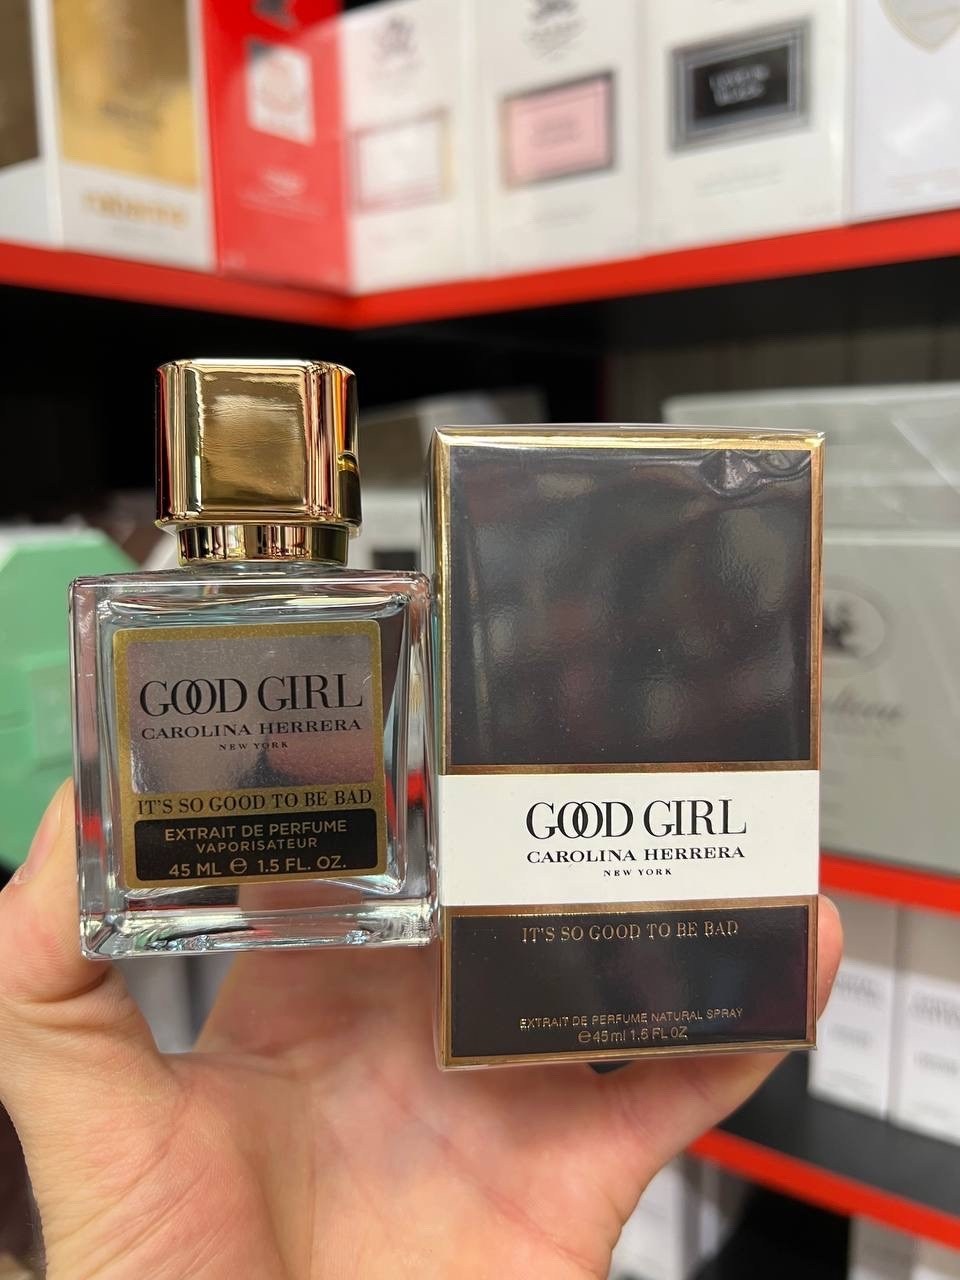 GOOD GIRL
CAROLINA HERRERA
NEW YORK
IT'S SO GOOD TO BE BAD
EXTRAIT DE PERFUME
VAPORISATEUR
45 ML ℮ 1.5 FL. OZ.
GOOD GIRL
CAROLINA HERRERA
NEW YORK
IT'S SO GOOD TO BE BAD
EXTRAIT DE PERFUME NATURAL SPRAY
℮45ml 1.5 FL OZ